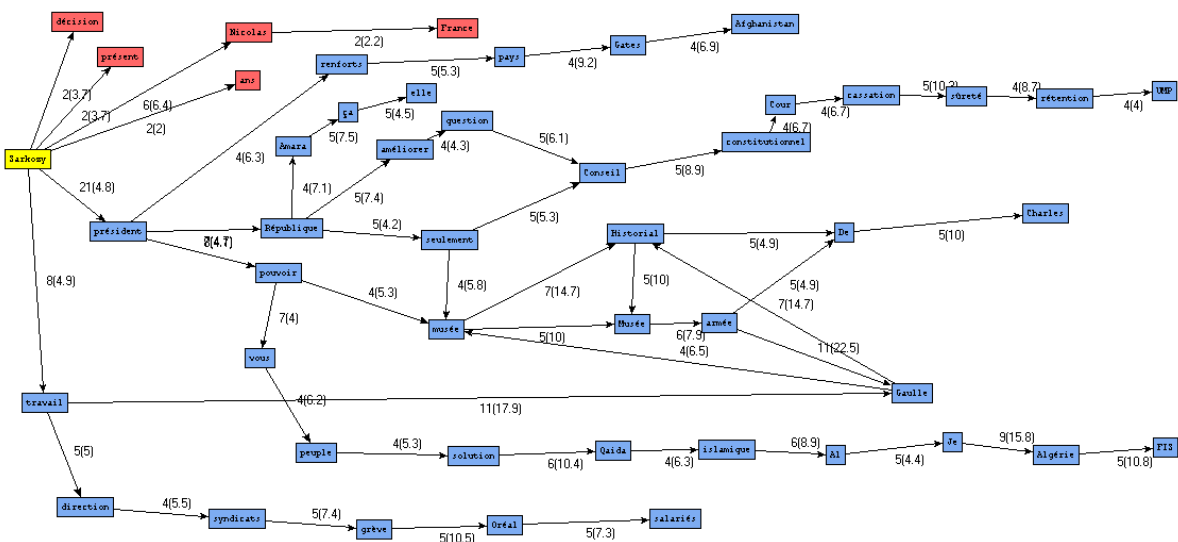 décision
Nicolas
France
Afghanistan
2(2.2)
Gates
4(6.9)
présent
renforts
pays
5(5.3)
4(9.2)
ans
2(3.7)
6(6.4)
2(3.7)
2(2)
elle
ça
5(4.5)
5(7.5)
question
Cour
cassation
sûreté
4(8.7)
rétention
UMP
4(4)
4(6.7)
4(6.7)
Amara
améliorer
4(4.3)
5(6.1)
constitutionnel
4(6.3)
Conseil
5(8.9)
21(4.8)
4(7.1)
5(7.4)
5(4.2)
5(5.3)
président
République
seulement
Historial
De
Charles
5(4.9)
5(10)
pouvoir
8(4.9)
4(5.3)
4(5.8)
7(14.7)
5(10)
5(4.9)
7(14.7)
7(4)
musée
Musée
armée
5(10)
6(7.9)
4(6.5)
11(22.5)
vous
travail
4(6.2)
11(17.9)
Gaulle
5(5)
peuple
4(5.3)
solution
6(10.4)
Qaida
4(6.3)
islamique
6(8.9)
Al
5(4.4)
Je
9(15.8)
Algérie
5(10.8)
FIS
direction
4(5.5)
syndicats
5(7.4)
grève
5(10.5)
Oréal
5(7.3)
salariés